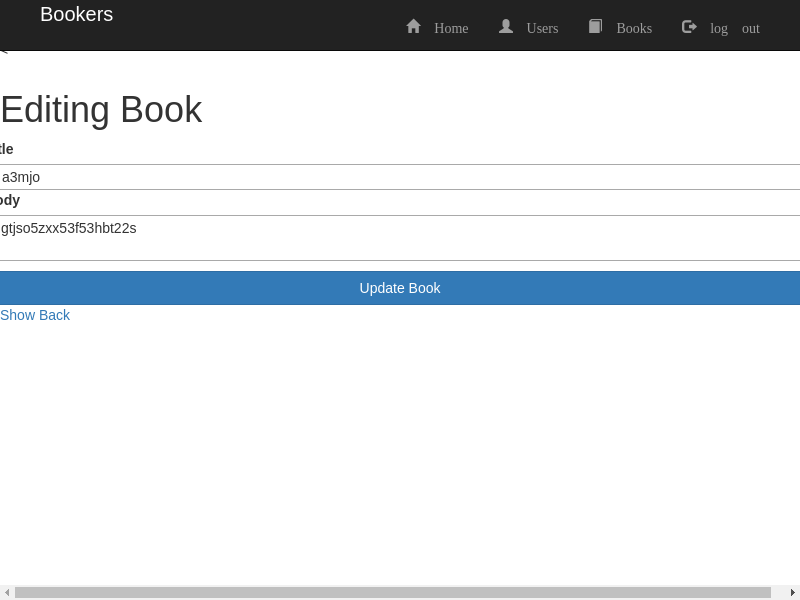 Bookers
Home Users Books log out
<
Editing Book
tle
a3mjo
ody
gtjso5zxx53f53hbt22s
Update Book
Show Back